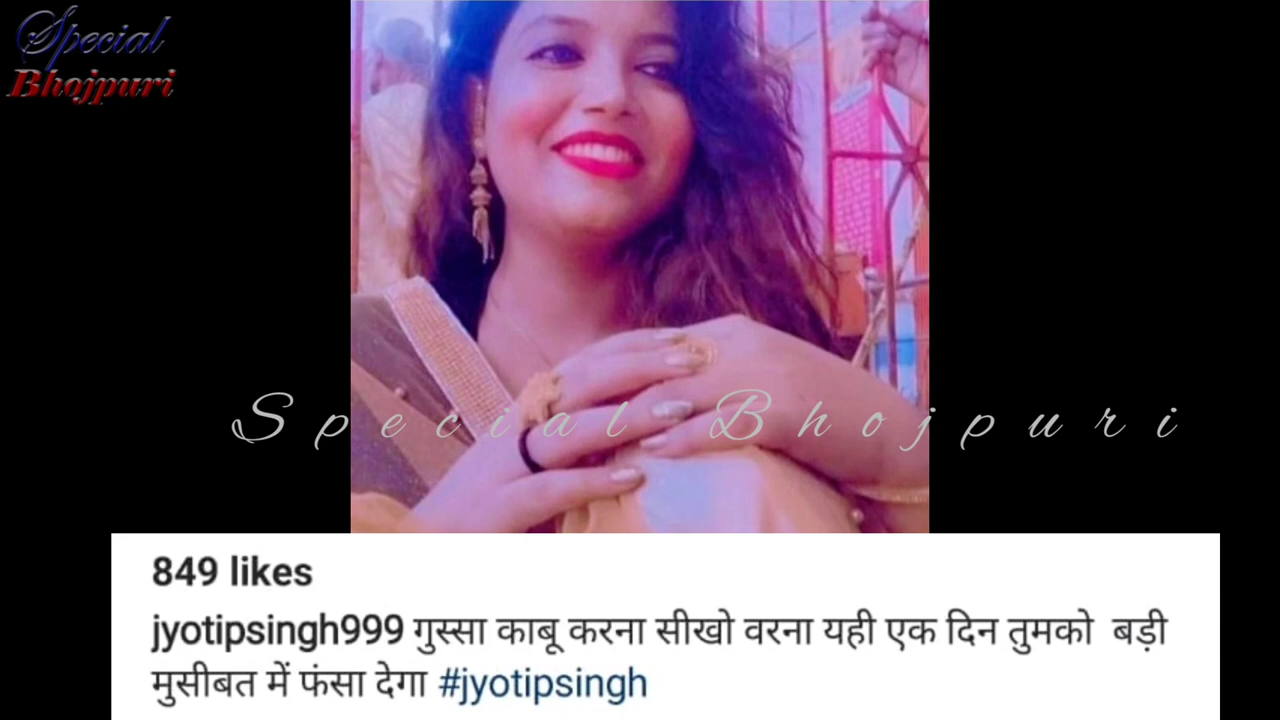 Special
Bhojpuri
Special Bhojpuri
849 likes
jyotipsingh999 गुस्सा काबू करना सीखो वरना यही एक दिन तुमको बड़ी
मुसीबत में फंसा देगा #jyotipsingh